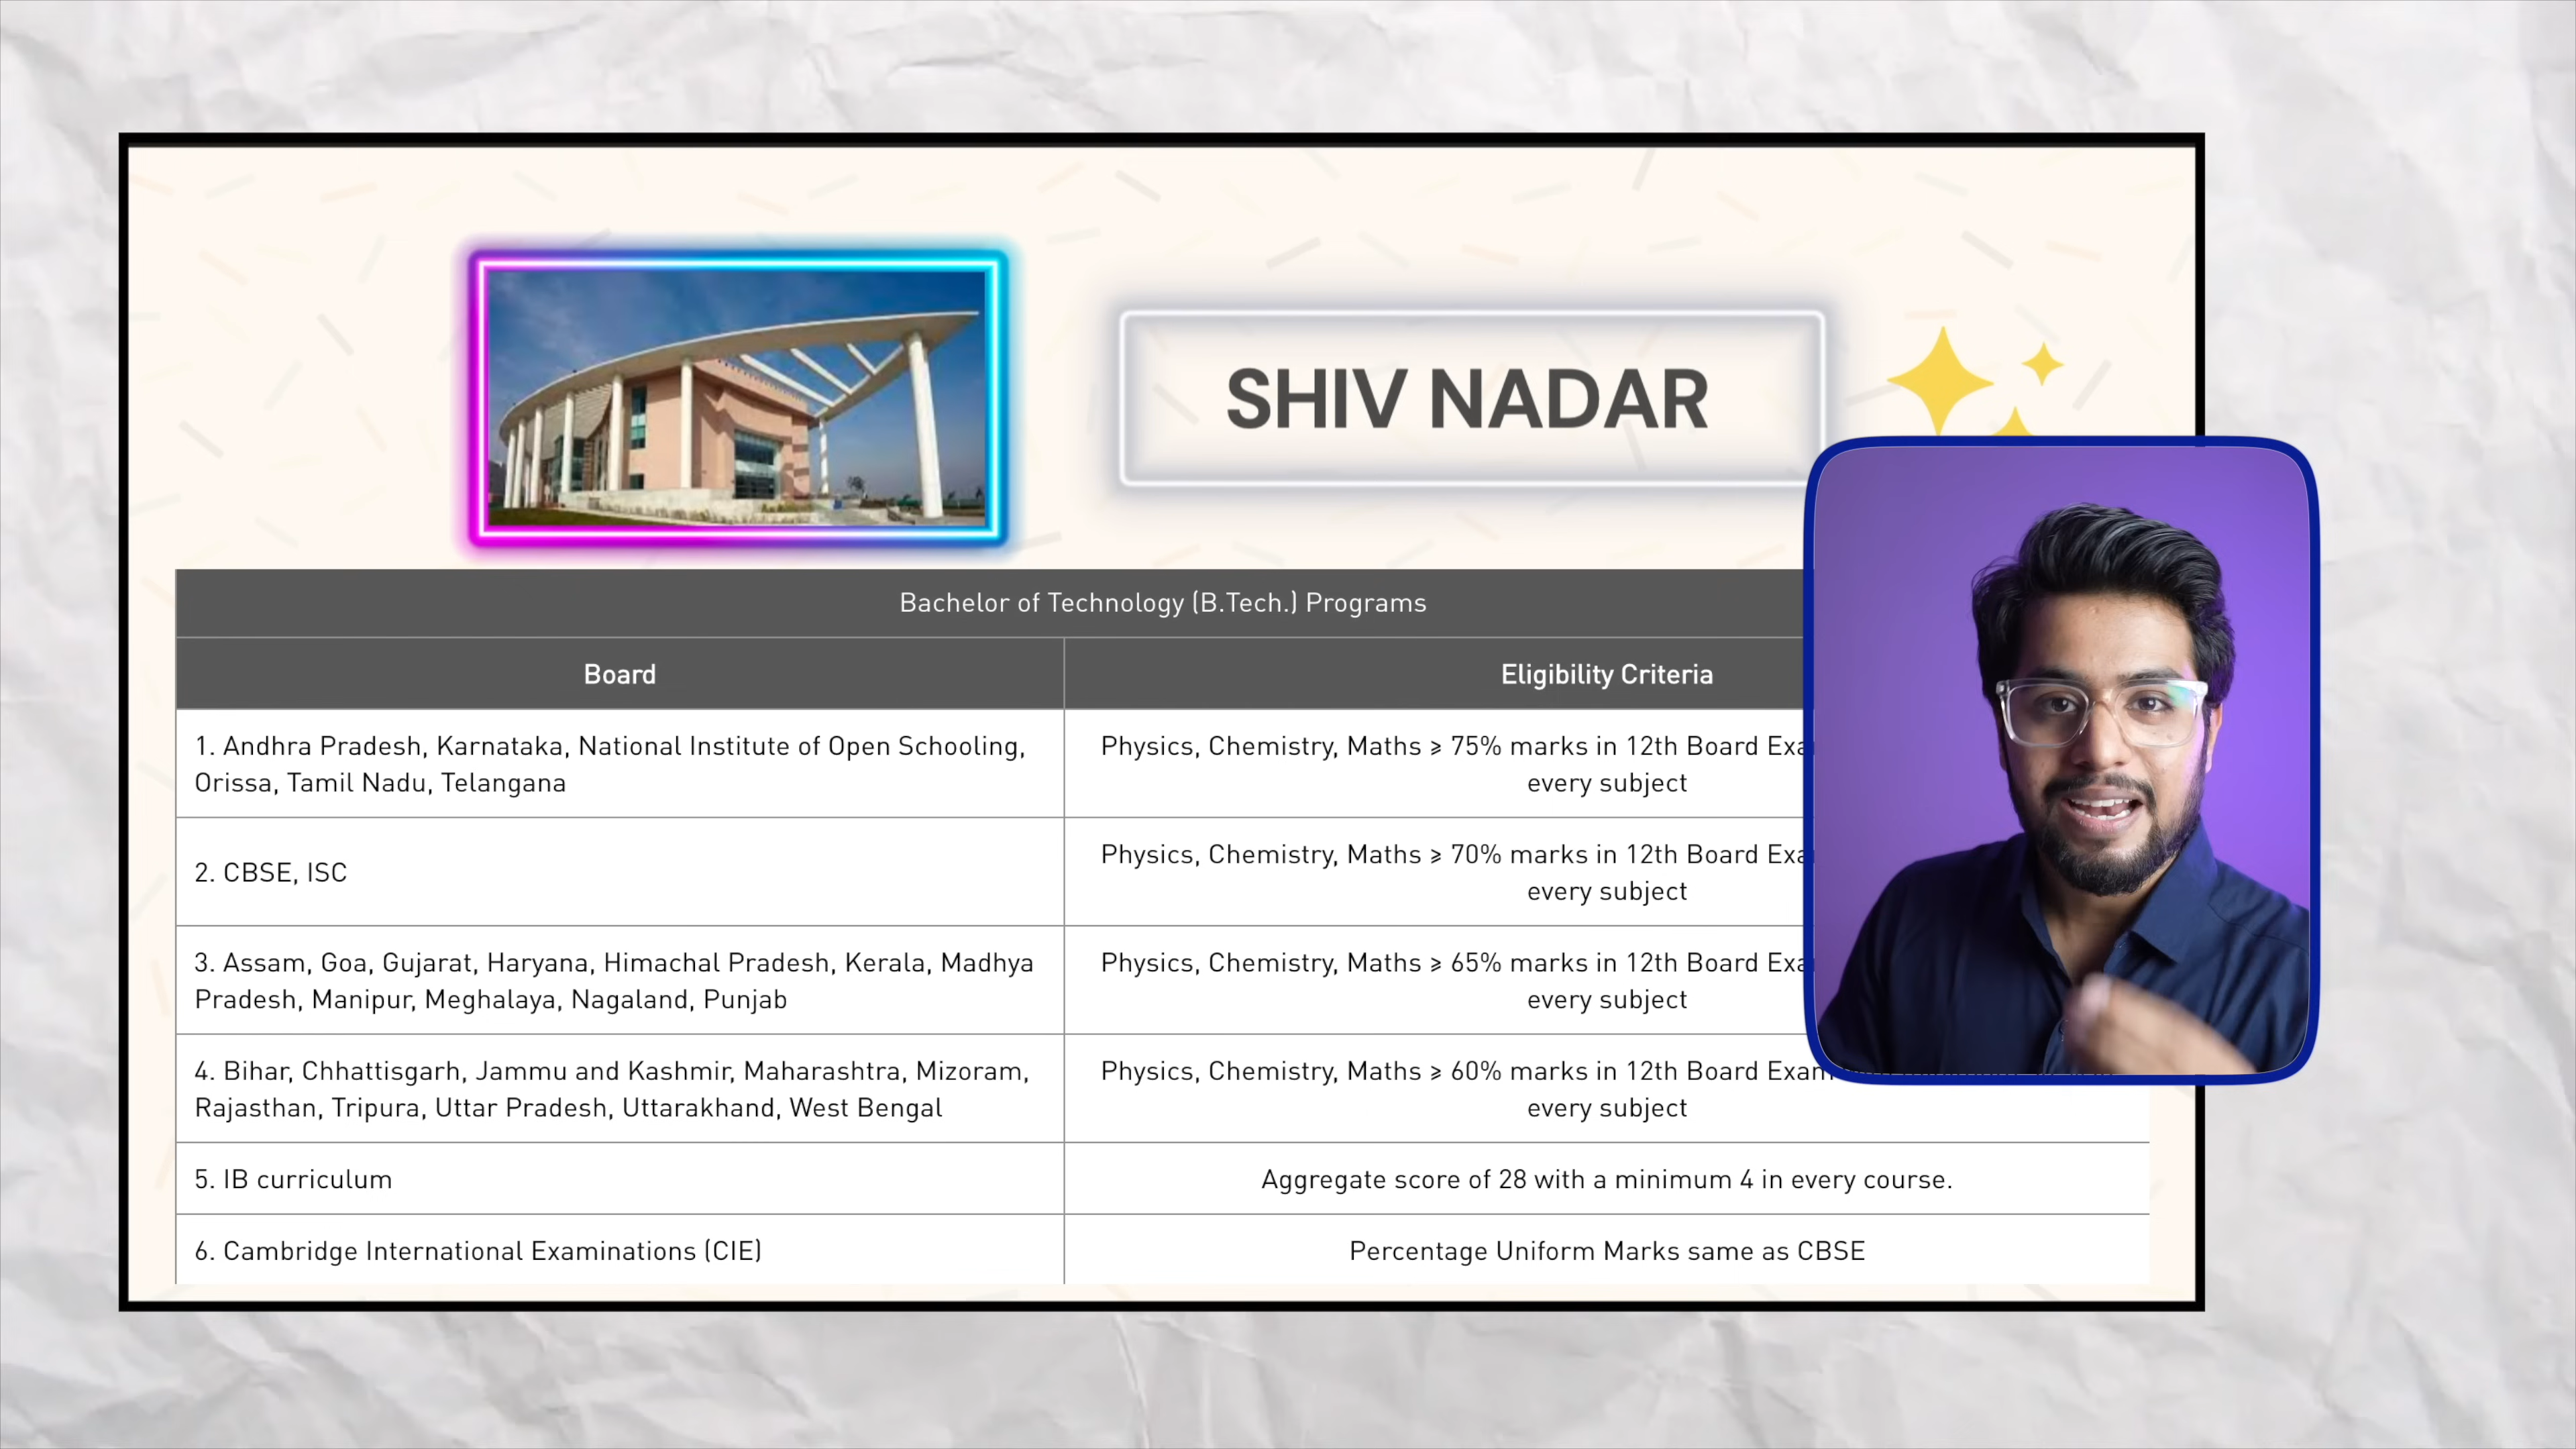 SHIV NADAR
Bachelor of Technology (B.Tech.) Programs
Board
Eligibility Criteria
1. Andhra Pradesh, Karnataka, National Institute of Open Schooling,
Orissa, Tamil Nadu, Telangana
Physics, Chemistry, Maths ⩾ 75% marks in 12th Board
every subject
2. CBSE, ISC
Physics, Chemistry, Maths ⩾ 70% marks in 12th Board
every subject
3. Assam, Goa, Gujarat, Haryana, Himachal Pradesh, Kerala, Madhya
Pradesh, Manipur, Meghalaya, Nagaland, Punjab
Physics, Chemistry, Maths ⩾ 65% marks in 12th Board
every subject
4. Bihar, Chhattisgarh, Jammu and Kashmir, Maharashtra, Mizoram,
Rajasthan, Tripura, Uttar Pradesh, Uttarakhand, West Bengal
Physics, Chemistry, Maths ⩾ 60% marks in 12th Board
every subject
5. IB curriculum
Aggregate score of 28 with a minimum 4 in every course.
6. Cambridge International Examinations (CIE)
Percentage Uniform Marks same as CBSE